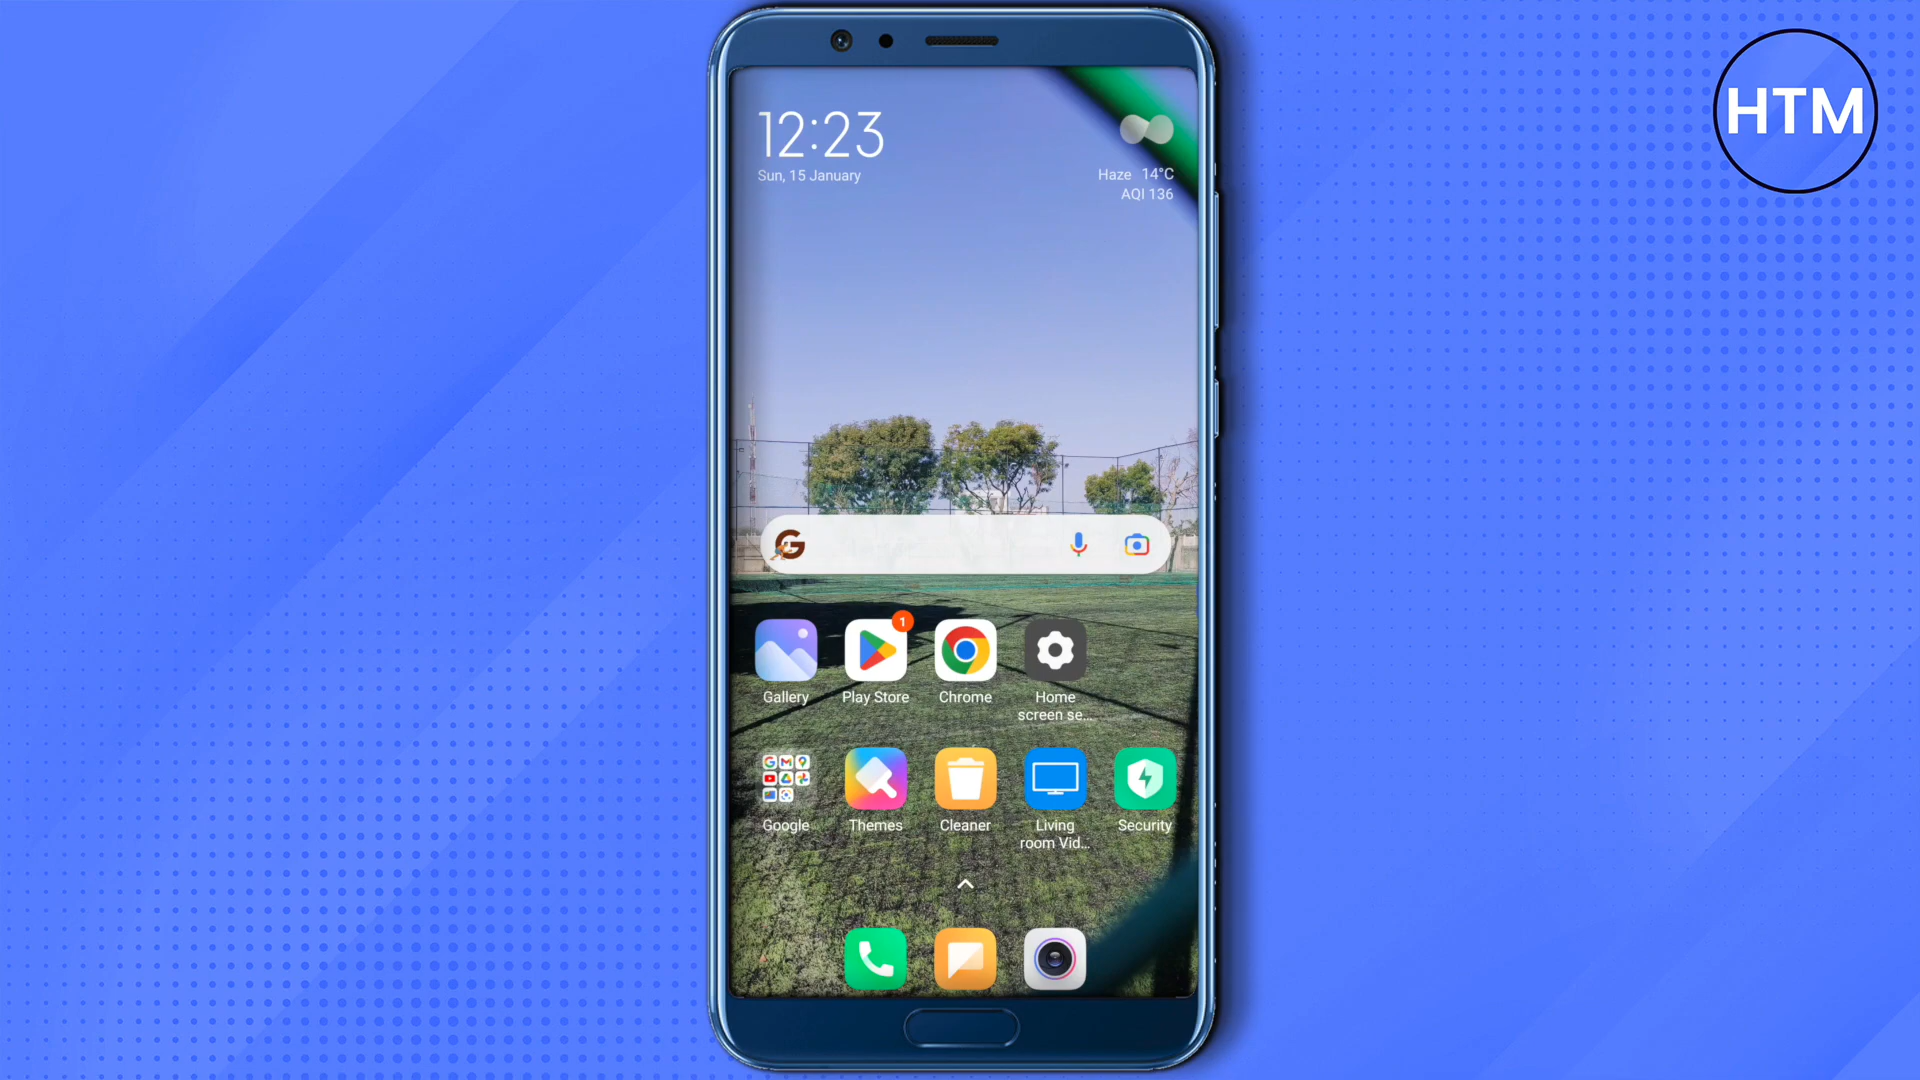 HTM
12:23
Sun, 15 January
Haze 14°C
AQI 136
G
1
Gallery
Play Store
Chrome
Home
screen se...
Google
Themes
Cleaner
Living
room Vid...
Security